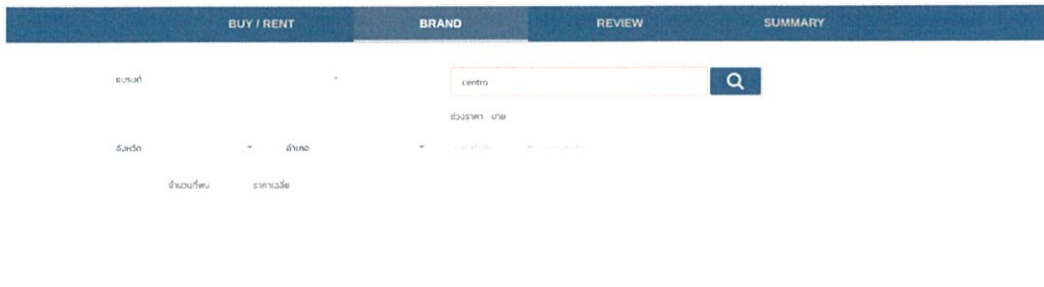 BUY / RENT BRAND REVIEW SUMMARY
แบรนด์ centro
ช่วงราคา ขาย
จังหวัด อำเภอ
จำนวนที่พบ ราคาเฉลี่ย